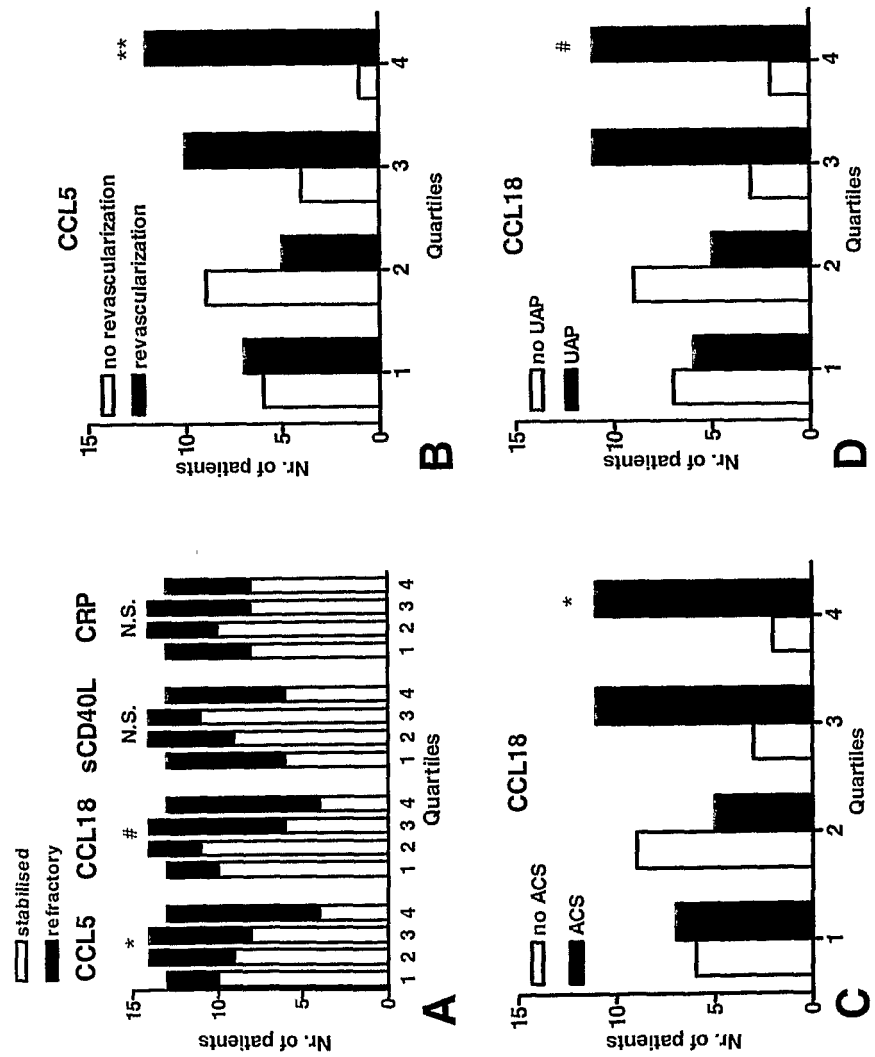 stabilised
refractory
CCL5 CCL18 sCD40L CRP
* # N.S. N.S.
15
10
5
0
Nr. of patients
1 2 3 4 1 2 3 4 1 2 3 4 1 2 3 4
Quartiles
A
CCL5
no revascularization
revascularization
**
15
10
5
0
Nr. of patients
1 2 3 4
Quartiles
B
CCL18
no ACS
ACS
*
15
10
5
0
Nr. of patients
1 2 3 4
Quartiles
C
CCL18
no UAP
UAP
#
15
10
5
0
Nr. of patients
1 2 3 4
Quartiles
D